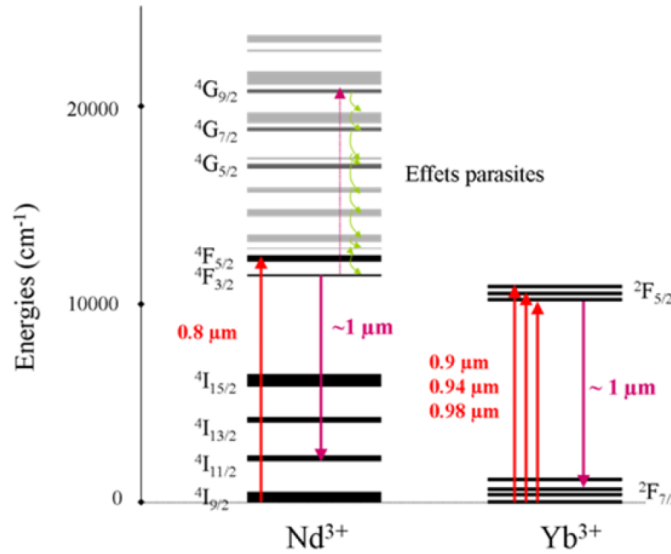 ⁴G₉/₂
20000
⁴G₇/₂
⁴G₅/₂
Effets parasites
Energies (cm⁻¹)
⁴F₅/₂
⁴F₃/₂
²F₅/₂
10000
0.8 µm
~1 µm
0.9 µm
0.94 µm
0.98 µm
~ 1 µm
⁴I₁₅/₂
⁴I₁₃/₂
⁴I₁₁/₂
⁴I₉/₂
²F₇/
0
Nd³⁺
Yb³⁺